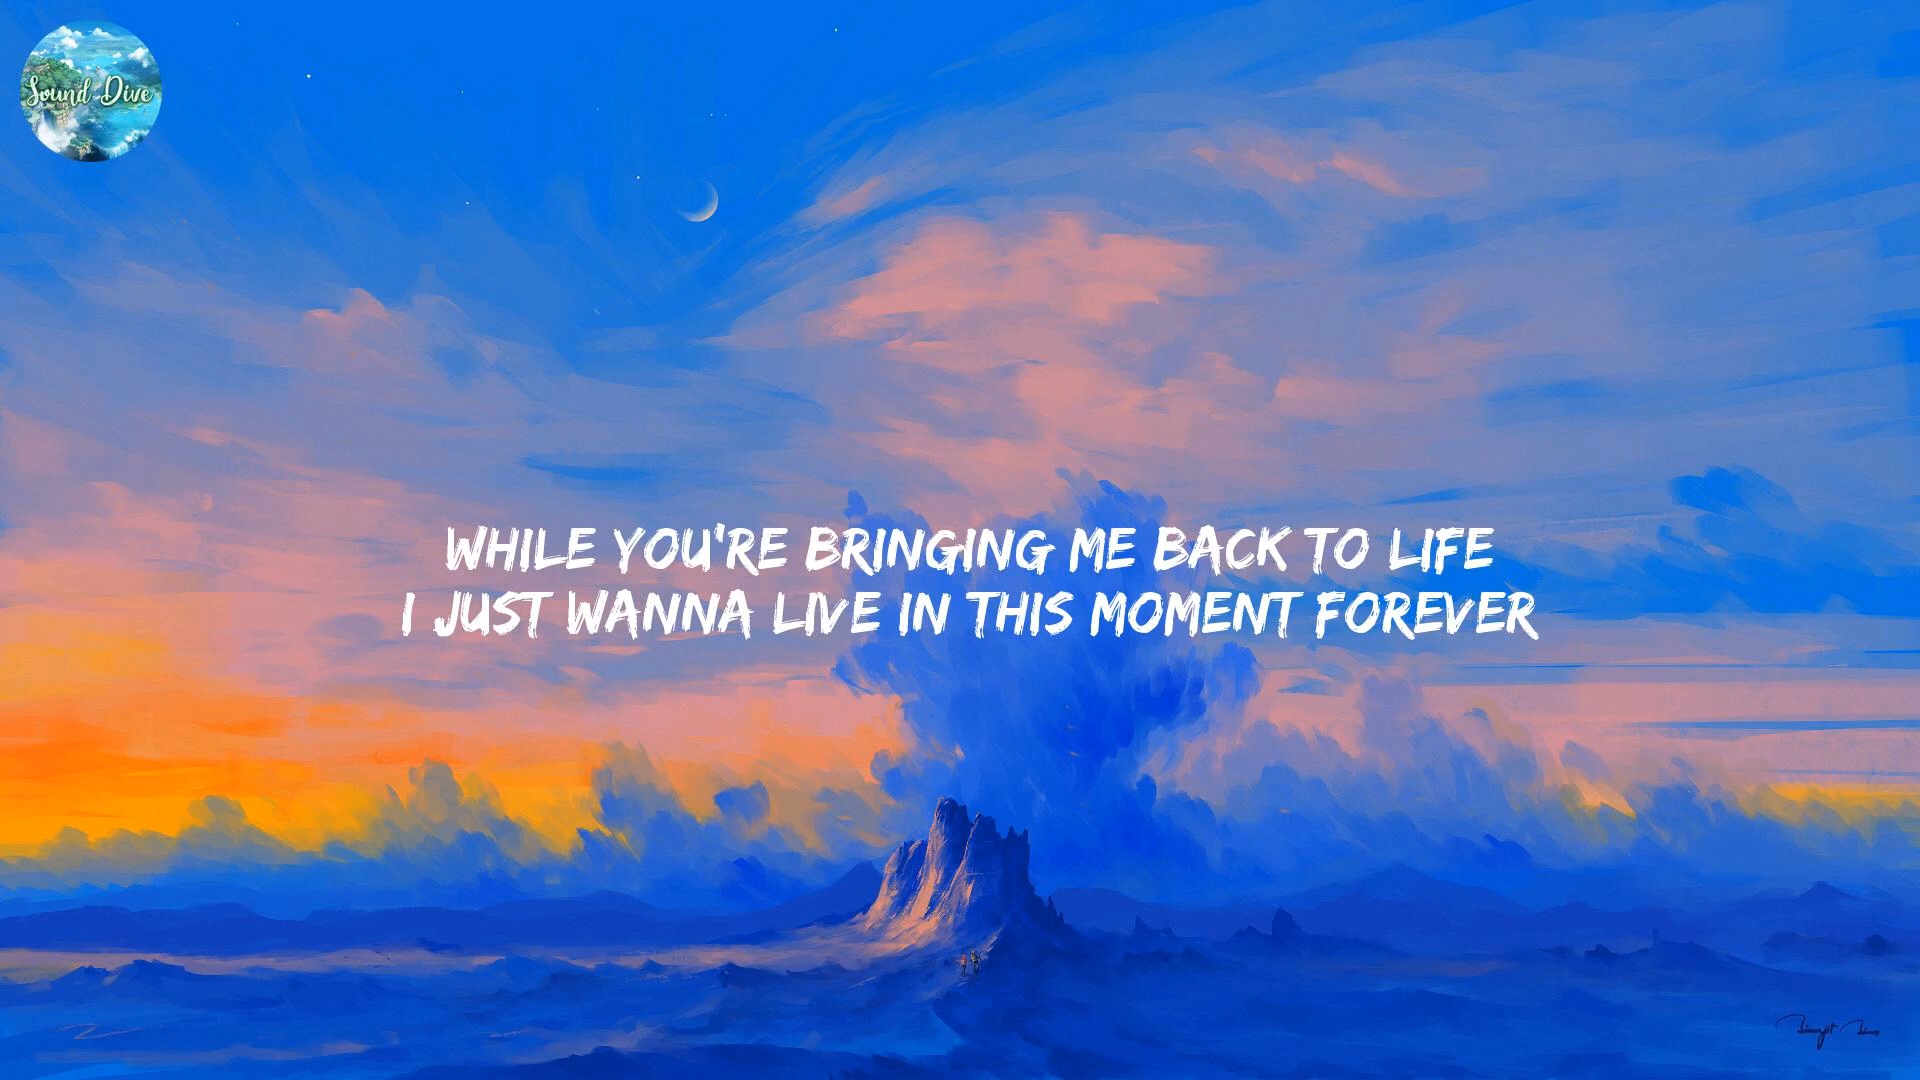 Sound Dive
WHILE YOU'RE BRINGING ME BACK TO LIFE
I JUST WANNA LIVE IN THIS MOMENT FOREVER